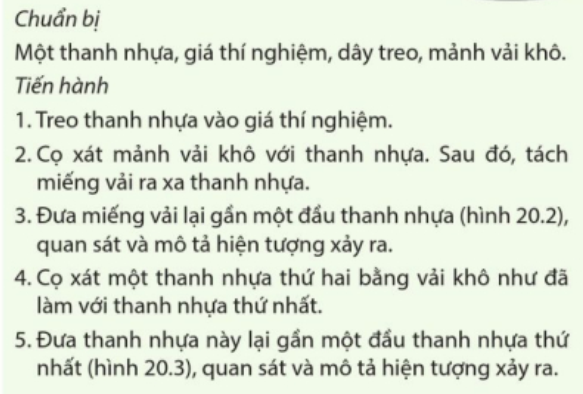 Chuẩn bị
Một thanh nhựa, giá thí nghiệm, dây treo, mảnh vải khô.
Tiến hành
1. Treo thanh nhựa vào giá thí nghiệm.
2. Cọ xát mảnh vải khô với thanh nhựa. Sau đó, tách
miếng vải ra xa thanh nhựa.
3. Đưa miếng vải lại gần một đầu thanh nhựa (hình 20.2),
quan sát và mô tả hiện tượng xảy ra.
4. Cọ xát một thanh nhựa thứ hai bằng vải khô như đã
làm với thanh nhựa thứ nhất.
5. Đưa thanh nhựa này lại gần một đầu thanh nhựa thứ
nhất (hình 20.3), quan sát và mô tả hiện tượng xảy ra.